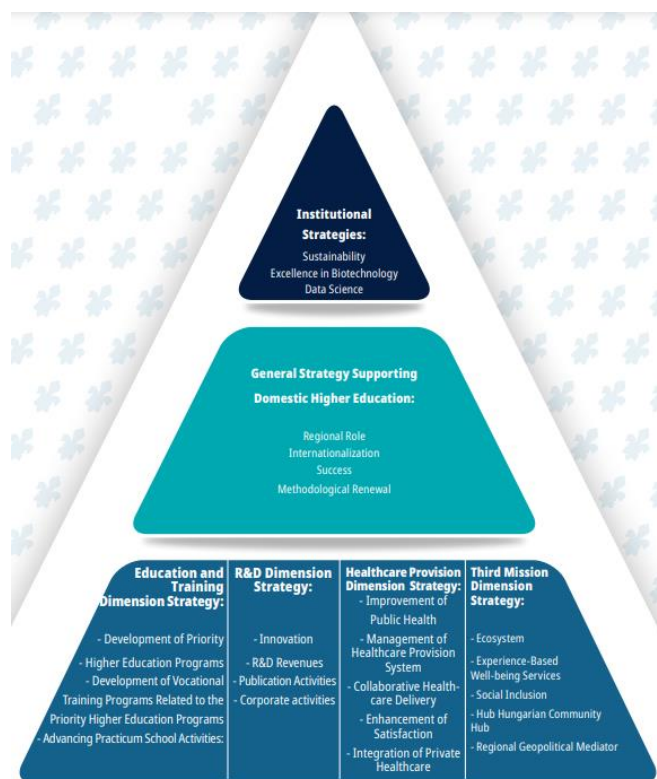 Institutional
Strategies:
Sustainability
Excellence in Biotechnology
Data Science
General Strategy Supporting
Domestic Higher Education:
Regional Role
Internationalization
Success
Methodological Renewal
Education and
Training
Dimension Strategy:
- Development of Priority
- Higher Education Programs
- Development of Vocational
Training Programs Related to the
Priority Higher Education Programs
- Advancing Practicum School Activities:
R&D Dimension
Strategy:
- Innovation
- R&D Revenues
- Publication Activities
- Corporate activities
Healthcare Provision
Dimension Strategy:
- Improvement of
Public Health
- Management of
Healthcare Provision
System
- Collaborative Health-
care Delivery
- Enhancement of
Satisfaction
- Integration of Private
Healthcare
Third Mission
Dimension
Strategy:
- Ecosystem
- Experience-Based
Well-being Services
- Social Inclusion
- Hub Hungarian Community
Hub
- Regional Geopolitical Mediator